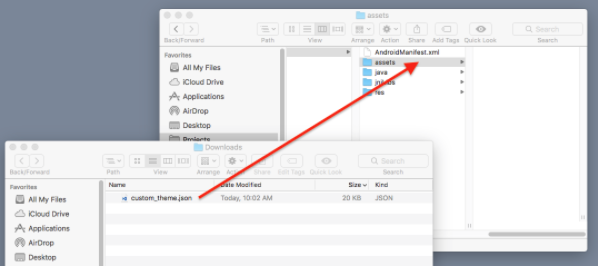 assets
Back/Forward Path View Arrange Action Share Add Tags Quick Look Search
Search
Favorites
All My Files
iCloud Drive
Applications
AirDrop
Desktop
Projects
AndroidManifest.xml
assets
java
jniLibs
res
Downloads
Back/Forward Path View Arrange Action Share Edit Tags Quick Look Search
Search
Favorites
All My Files
iCloud Drive
Applications
AirDrop
Desktop
Name Date Modified Size Kind
custom_theme.json Today, 10:02 AM 20 KB JSON